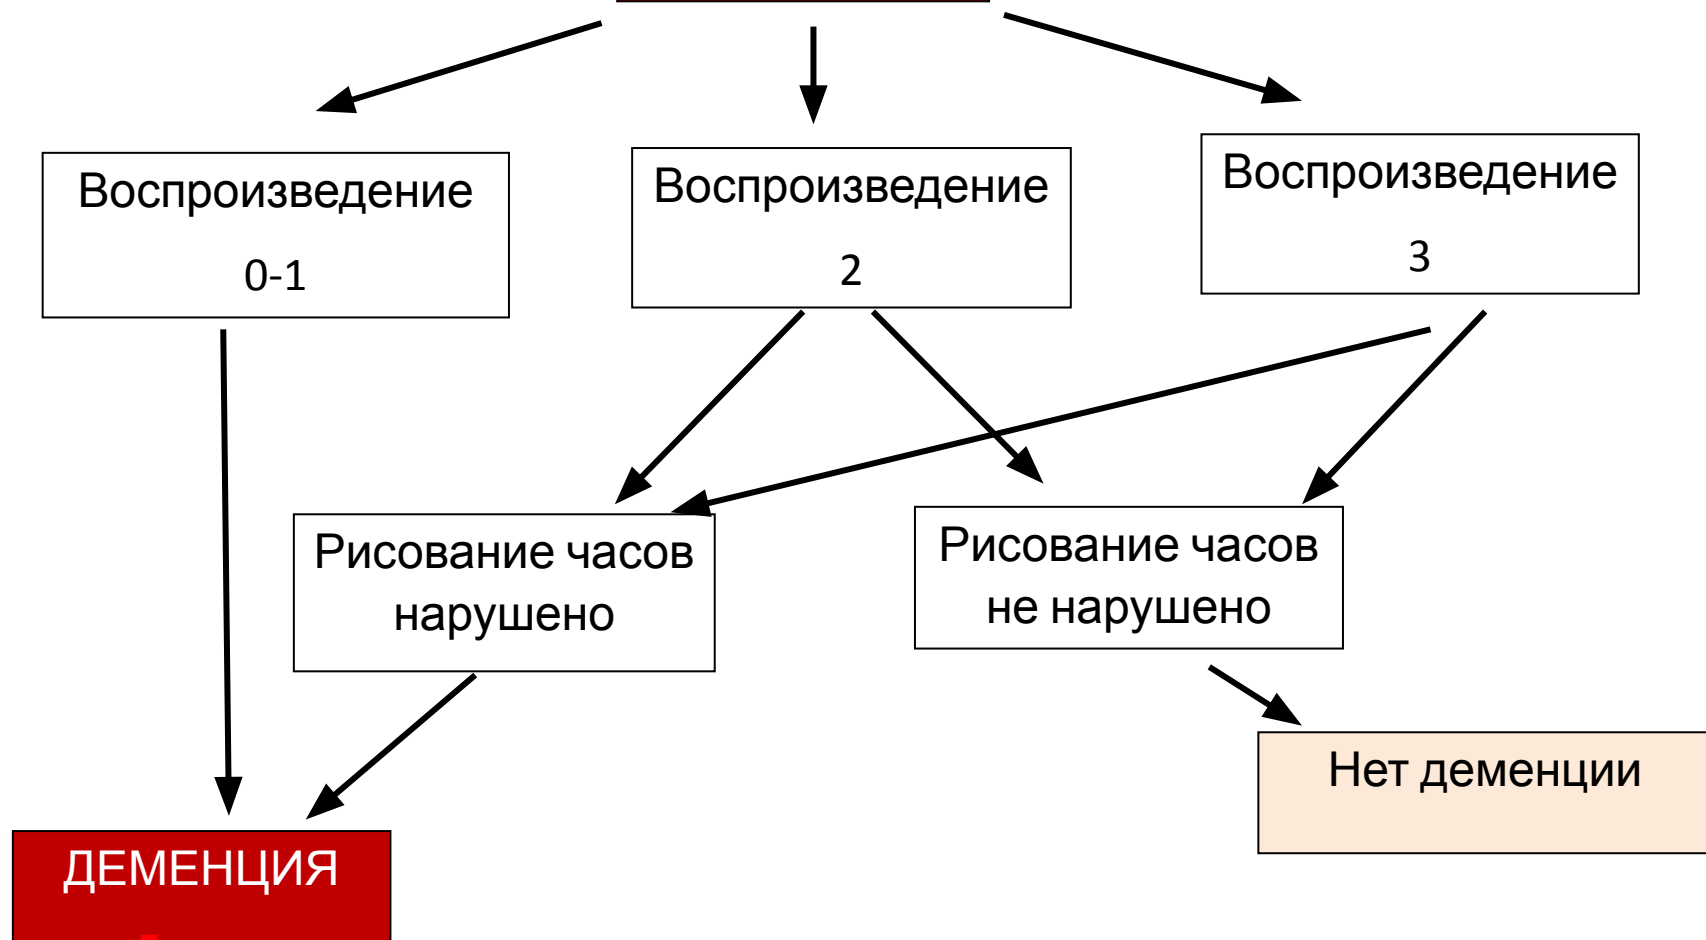 Воспроизведение
0-1
Воспроизведение
2
Воспроизведение
3
Рисование часов
нарушено
Рисование часов
не нарушено
Нет деменции
ДЕМЕНЦИЯ